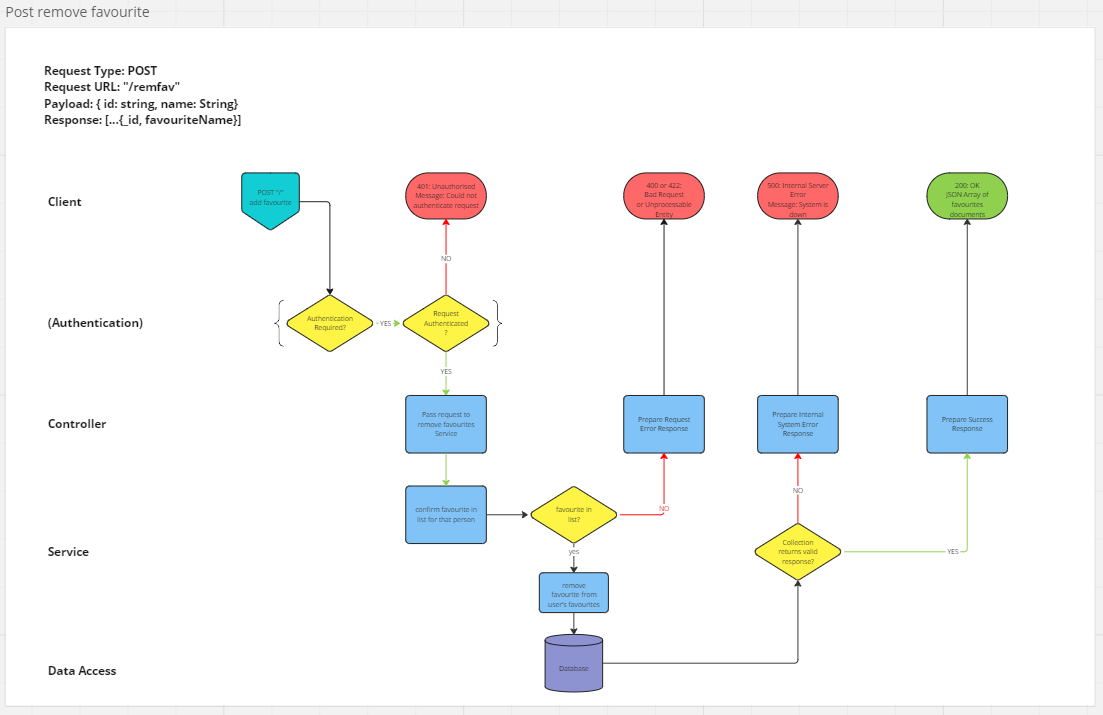 Post remove favourite
Request Type: POST
Request URL: "/remfav"
Payload: { id: string, name: String}
Response: [...{_id, favouriteName}]
Client
POST "/"
add favourite
401: Unauthorised
Message: Could not
authenticate request
400 or 422:
Bad Request
or Unprocessable
Entity
500: Internal Server
Error
Message: System is
down
200: OK
JSON Array of
favourites
documents
NO
(Authentication)
Authentication
Required?
YES
Request
Authenticated
?
YES
Controller
Pass request to
remove favourites
Service
Prepare Request
Error Response
Prepare Internal
System Error
Response
Prepare Success
Response
NO
confirm favourite in
list for that person
favourite in
list?
NO
Service
yes
Collection
returns valid
response?
YES
remove
favourite from
user's favourites
Data Access
Database